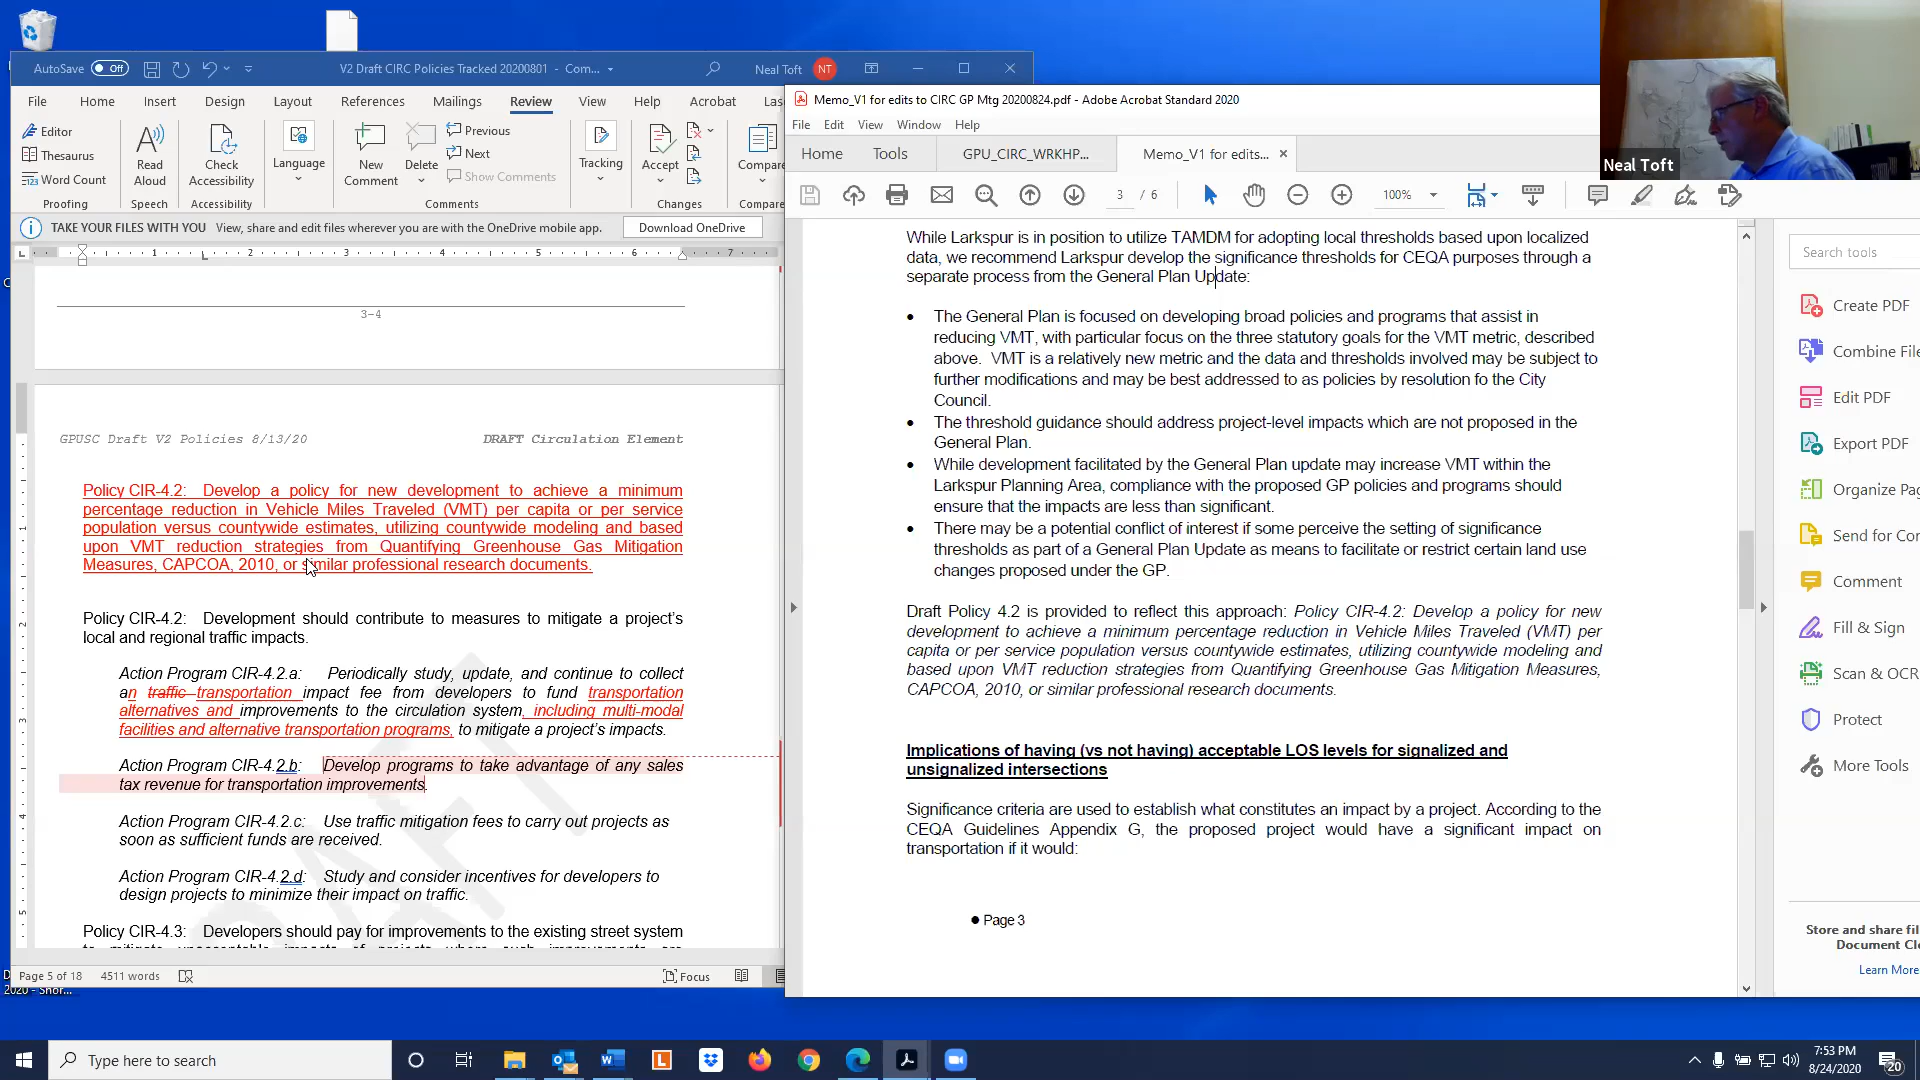 AutoSave Off
V2 Draft CIRC Policies Tracked 20200801 - Com...
Neal Toft NT
File Home Insert Design Layout References Mailings Review View Help Acrobat Las
Editor
Thesaurus
Word Count
Proofing
Read Aloud
Speech
Check Accessibility
Accessibility
Language
New Comment
Delete
Previous
Next
Show Comments
Comments
Tracking
Accept
Changes
Compare
Compare
TAKE YOUR FILES WITH YOU View, share and edit files wherever you are with the OneDrive mobile app. Download OneDrive
1 2 3 4 5 6 7
3-4
GPUSC Draft V2 Policies 8/13/20 DRAFT Circulation Element
Policy CIR-4.2: Develop a policy for new development to achieve a minimum
percentage reduction in Vehicle Miles Traveled (VMT) per capita or per service
population versus countywide estimates, utilizing countywide modeling and based
upon VMT reduction strategies from Quantifying Greenhouse Gas Mitigation
Measures, CAPCOA, 2010, or similar professional research documents.
Policy CIR-4.2: Development should contribute to measures to mitigate a project's
local and regional traffic impacts.
Action Program CIR-4.2.a: Periodically study, update, and continue to collect
an traffic transportation impact fee from developers to fund transportation
alternatives and improvements to the circulation system, including multi-modal
facilities and alternative transportation programs, to mitigate a project's impacts.
Action Program CIR-4.2.b: Develop programs to take advantage of any sales
tax revenue for transportation improvements.
Action Program CIR-4.2.c: Use traffic mitigation fees to carry out projects as
soon as sufficient funds are received.
Action Program CIR-4.2.d: Study and consider incentives for developers to
design projects to minimize their impact on traffic.
Policy CIR-4.3: Developers should pay for improvements to the existing street system
Page 5 of 18 4511 words Focus
2020 - Shor...
Memo_V1 for edits to CIRC GP Mtg 20200824.pdf - Adobe Acrobat Standard 2020
File Edit View Window Help
Home Tools GPU_CIRC_WRKHP... Memo_V1 for edits... ×
3 / 6 100%
While Larkspur is in position to utilize TAMDM for adopting local thresholds based upon localized
data, we recommend Larkspur develop the significance thresholds for CEQA purposes through a
separate process from the General Plan Update:
• The General Plan is focused on developing broad policies and programs that assist in
reducing VMT, with particular focus on the three statutory goals for the VMT metric, described
above. VMT is a relatively new metric and the data and thresholds involved may be subject to
further modifications and may be best addressed to as policies by resolution fo the City
Council.
• The threshold guidance should address project-level impacts which are not proposed in the
General Plan.
• While development facilitated by the General Plan update may increase VMT within the
Larkspur Planning Area, compliance with the proposed GP policies and programs should
ensure that the impacts are less than significant.
• There may be a potential conflict of interest if some perceive the setting of significance
thresholds as part of a General Plan Update as means to facilitate or restrict certain land use
changes proposed under the GP.
Draft Policy 4.2 is provided to reflect this approach: Policy CIR-4.2: Develop a policy for new
development to achieve a minimum percentage reduction in Vehicle Miles Traveled (VMT) per
capita or per service population versus countywide estimates, utilizing countywide modeling and
based upon VMT reduction strategies from Quantifying Greenhouse Gas Mitigation Measures,
CAPCOA, 2010, or similar professional research documents.
Implications of having (vs not having) acceptable LOS levels for signalized and
unsignalized intersections
Significance criteria are used to establish what constitutes an impact by a project. According to the
CEQA Guidelines Appendix G, the proposed project would have a significant impact on
transportation if it would:
● Page 3
Search tools
Create PDF
Combine File
Edit PDF
Export PDF
Organize Pag
Send for Cor
Comment
Fill & Sign
Scan & OCR
Protect
More Tools
Store and share fil
Document Cl
Learn More
Neal Toft
Type here to search
7:53 PM
8/24/2020
20